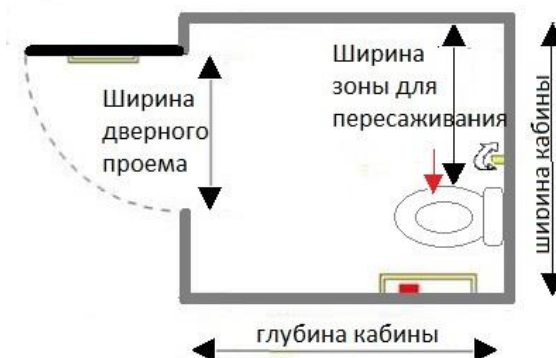 Ширина
зоны для
пересаживания
Ширина
дверного
проема
ширина кабины
глубина кабины